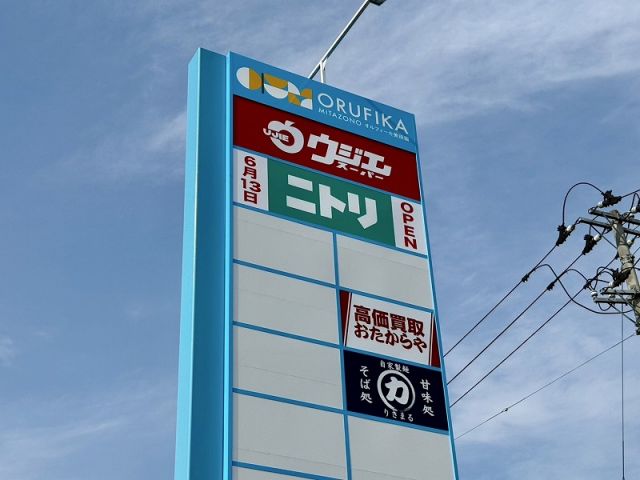 ORUFIKA
MITAZONO オルフィーカ美田園
UJIE
ウジエ
スーパー
6月13日
ニトリ
OPEN
高価買取
おたからや
自家製麺
そば処
力
甘味処
りきまる